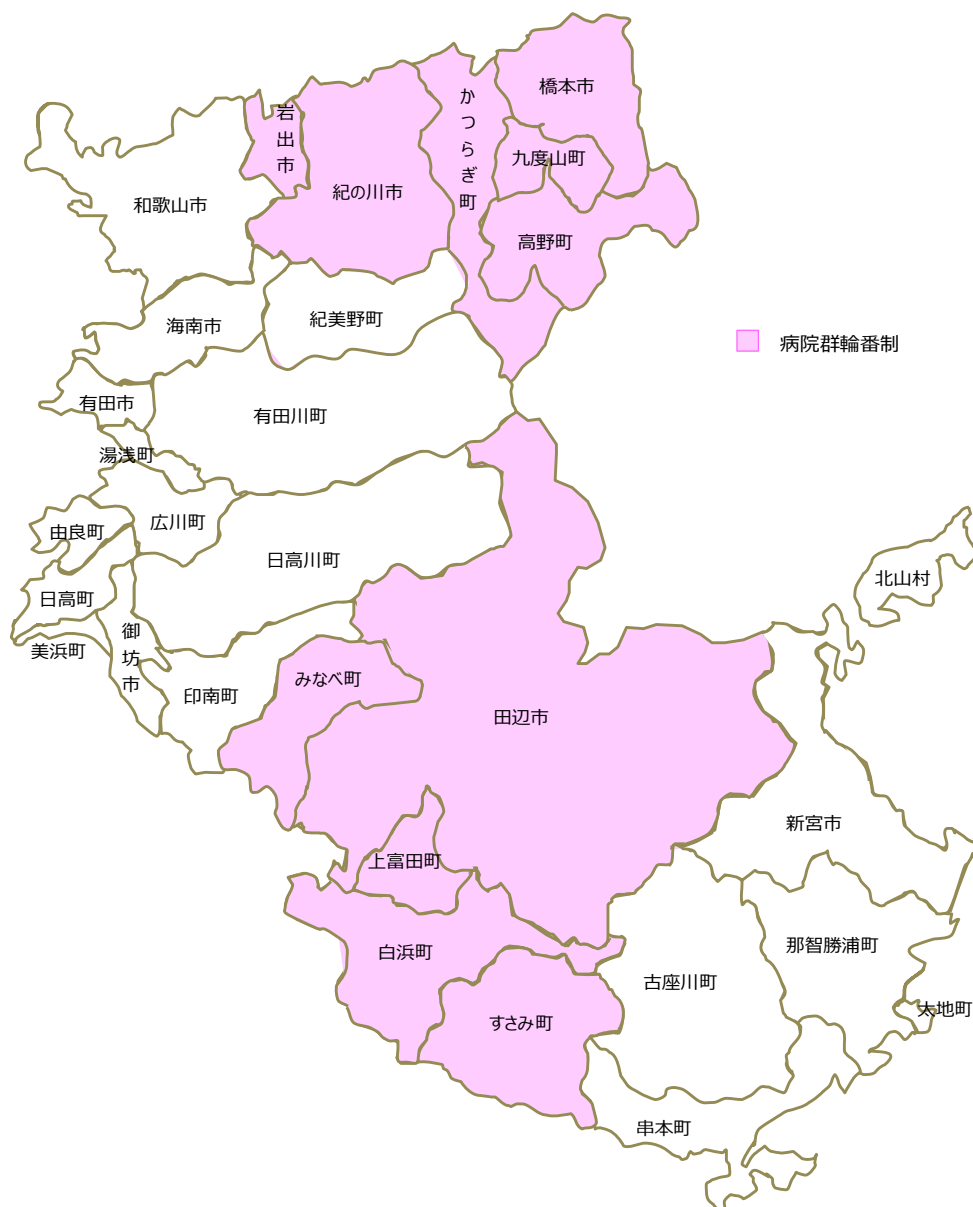 橋本市
かつらぎ町
岩出市
九度山町
紀の川市
和歌山市
高野町
紀美野町
海南市
病院群輪番制
有田市
有田川町
湯浅町
広川町
由良町
日高川町
北山村
日高町
御坊市
美浜町
みなべ町
印南町
田辺市
新宮市
上富田町
那智勝浦町
白浜町
古座川町
太地町
すさみ町
串本町